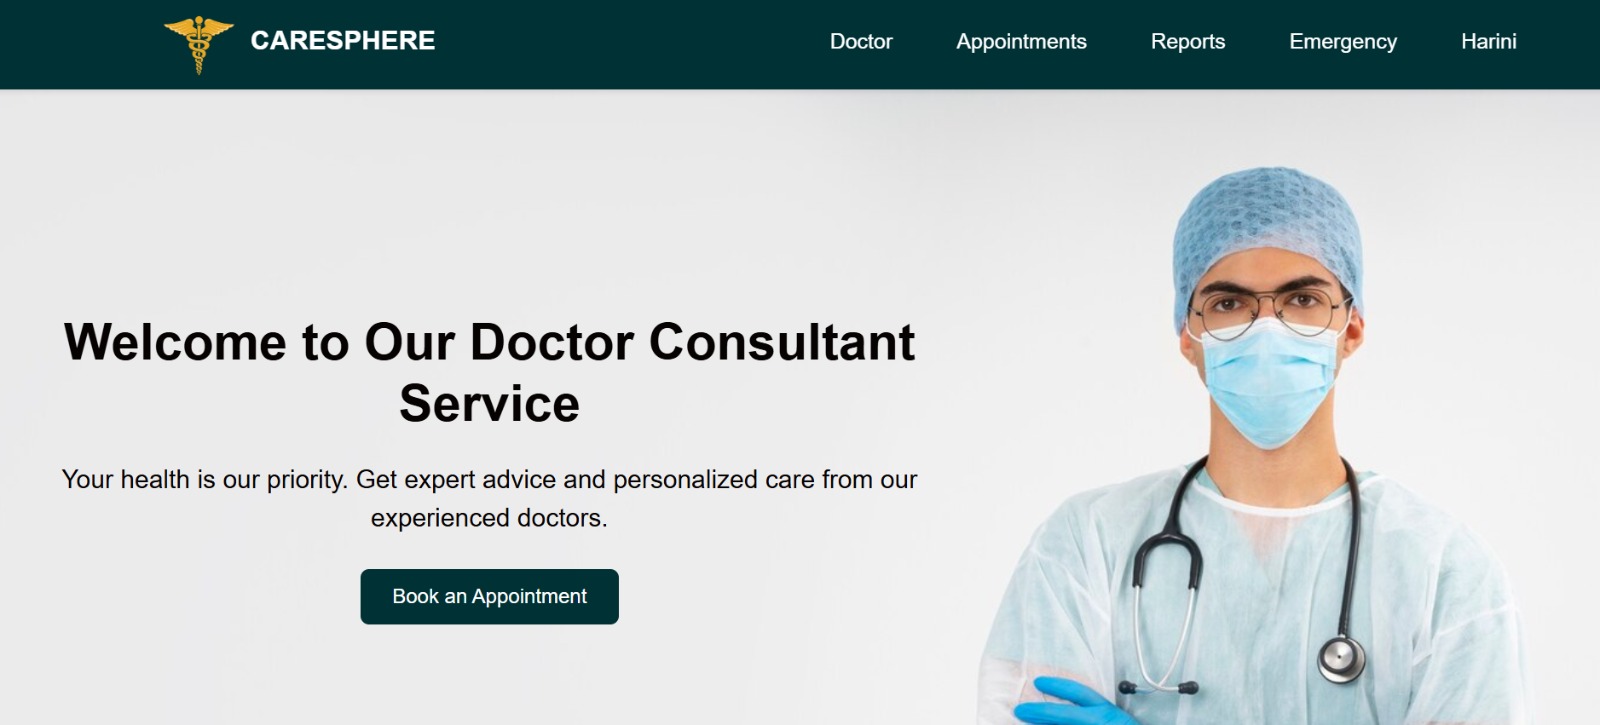 CARESPHERE
Doctor
Appointments
Reports
Emergency
Harini
Welcome to Our Doctor Consultant
Service
Your health is our priority. Get expert advice and personalized care from our
experienced doctors.
Book an Appointment